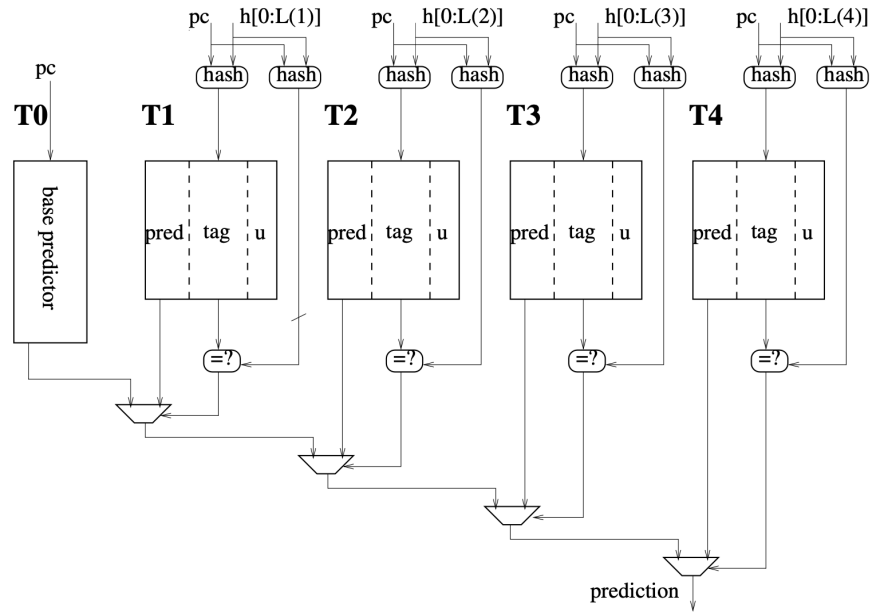 pc h[0:L(1)] pc h[0:L(2)] pc h[0:L(3)] pc h[0:L(4)]
pc
hash hash hash hash hash hash hash hash
T0 T1 T2 T3 T4
base predictor
pred tag u pred tag u pred tag u pred tag u
=? =? =? =?
prediction